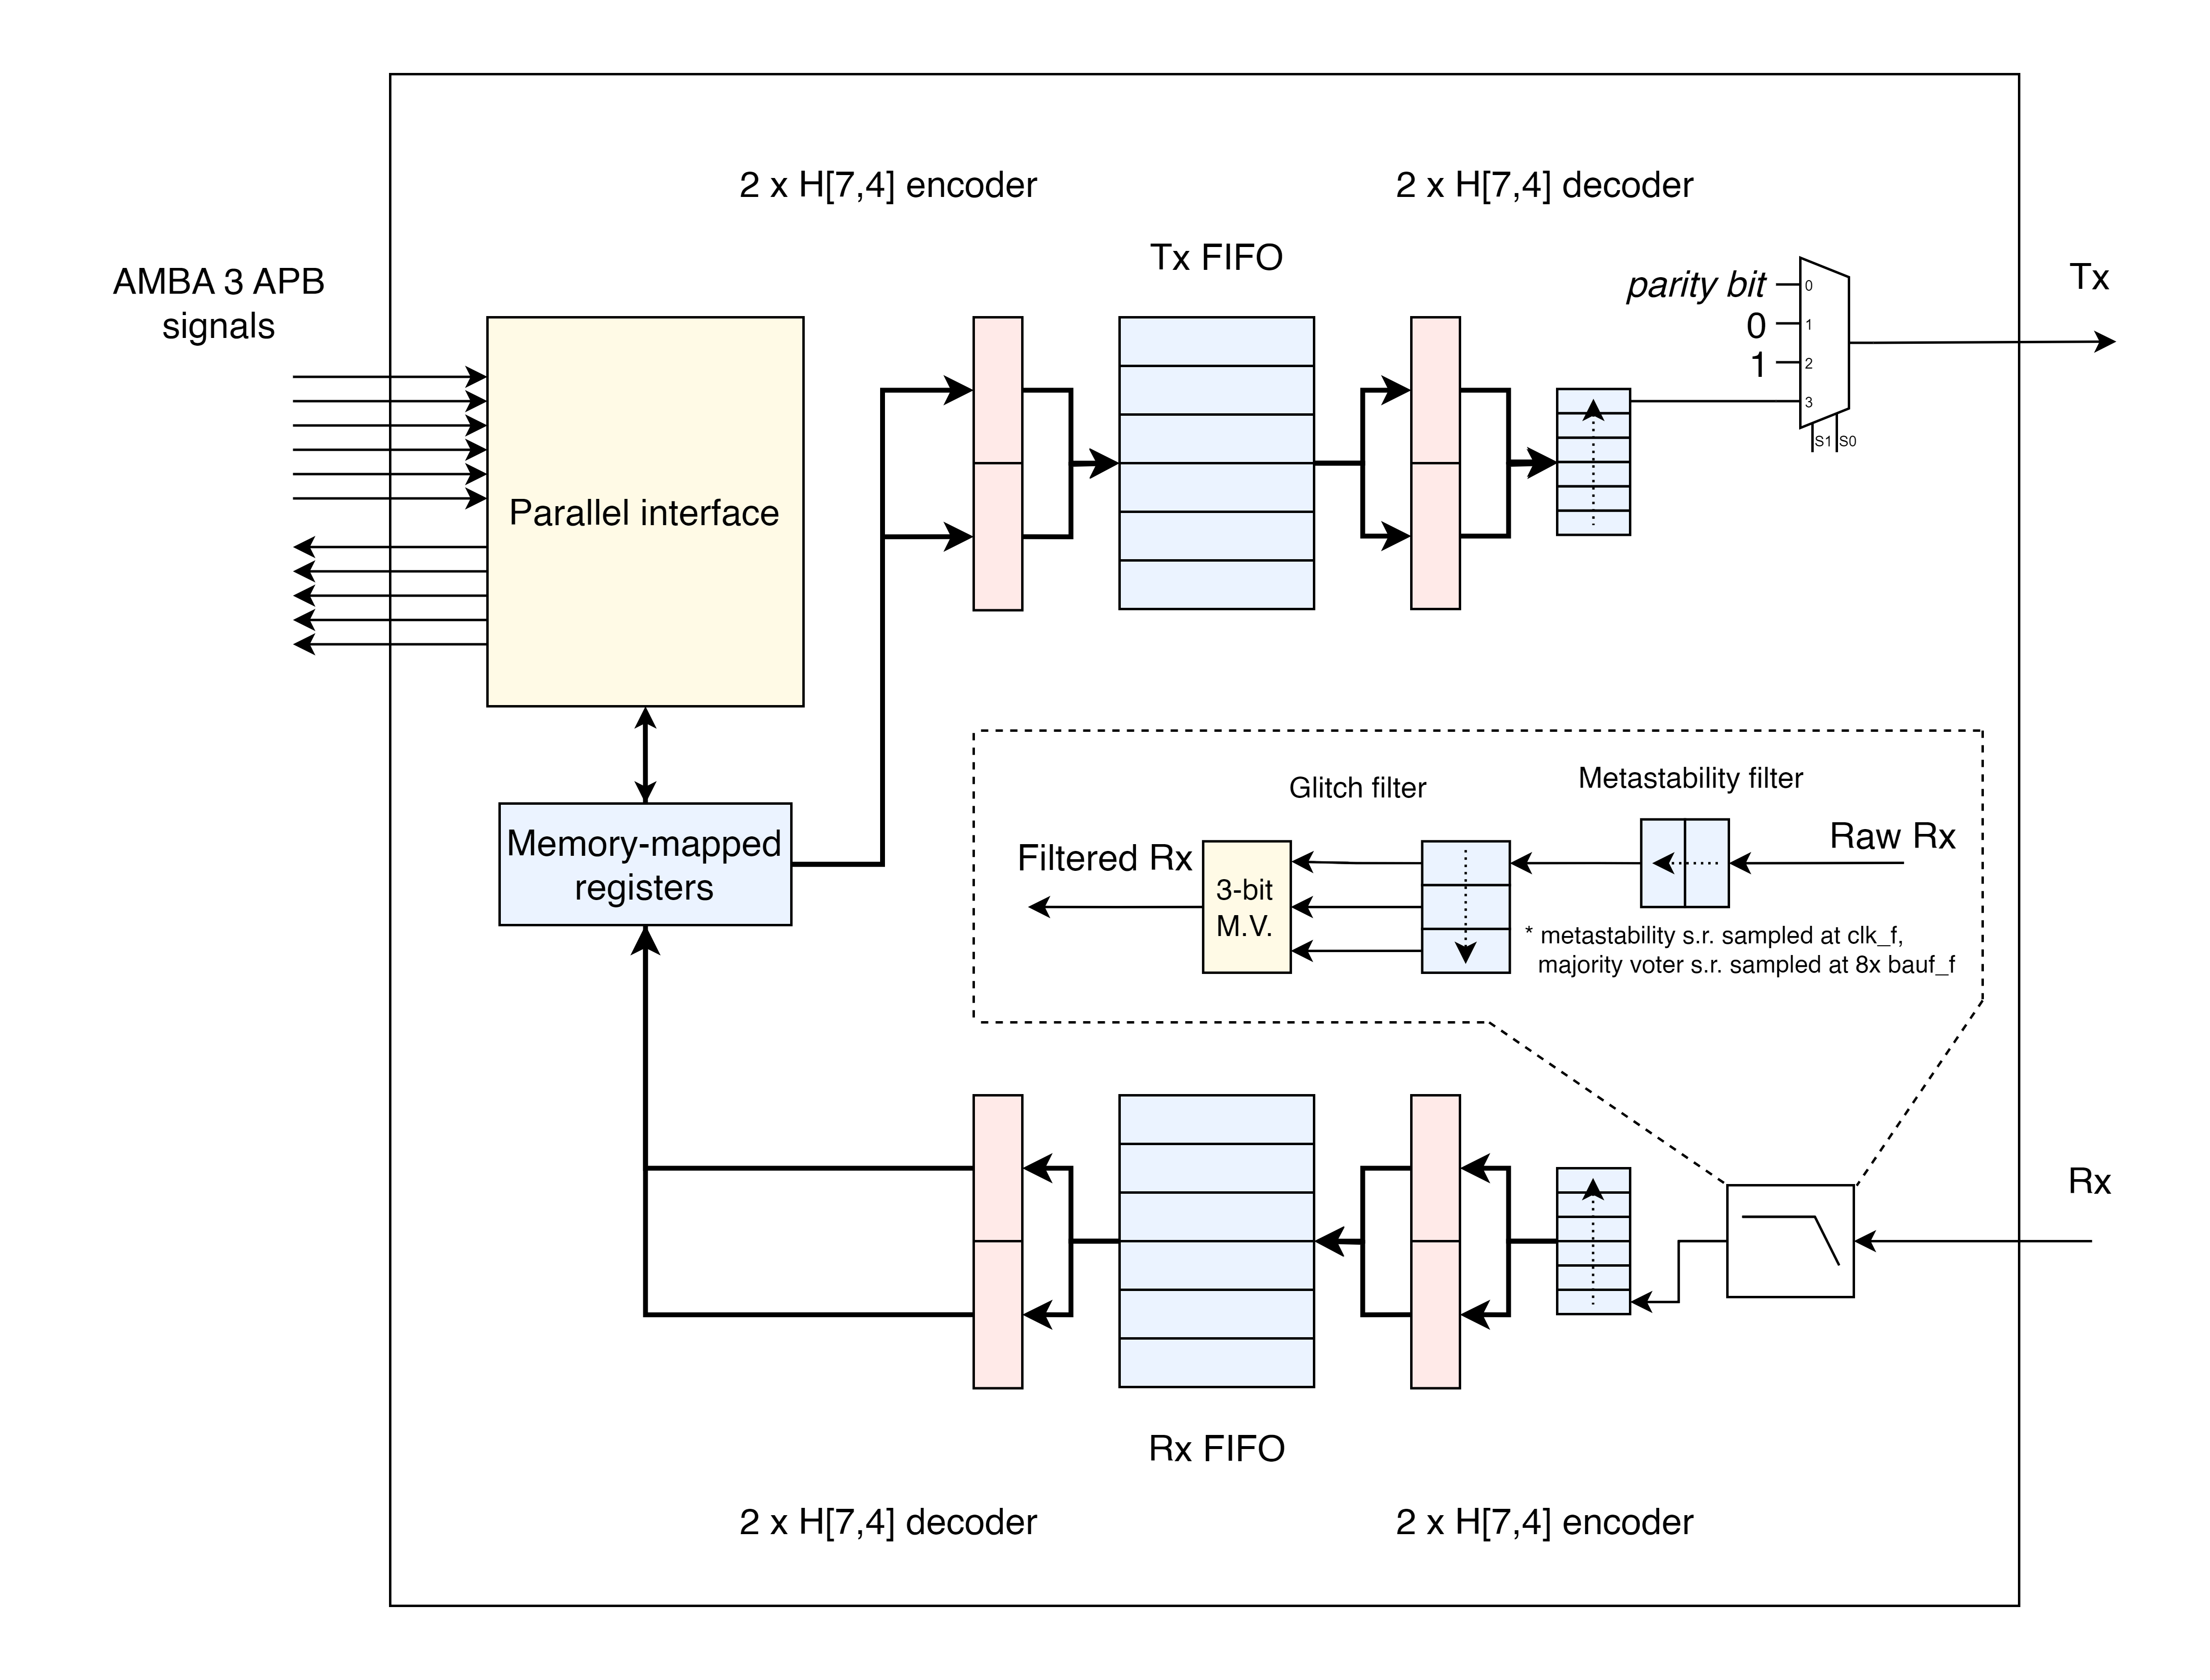 2 x H[7,4] encoder
2 x H[7,4] decoder
Tx FIFO
AMBA 3 APB
signals
parity bit
0
1
0
1
2
3
S1
S0
Tx
Parallel interface
Memory-mapped
registers
Glitch filter
Metastability filter
Raw Rx
Filtered Rx
3-bit
M.V.
* metastability s.r. sampled at clk_f,
majority voter s.r. sampled at 8x bauf_f
Rx
Rx FIFO
2 x H[7,4] decoder
2 x H[7,4] encoder